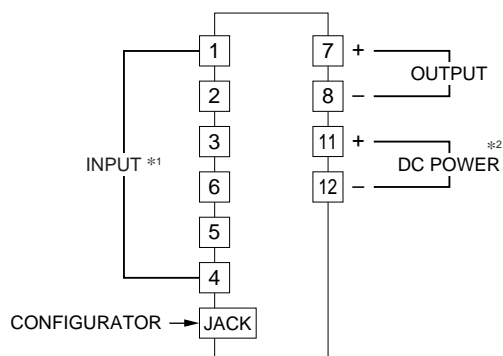 1 7 +
OUTPUT
2 8 –
3 11 +
INPUT *1 DC POWER *2
6 12 –
5
4
CONFIGURATOR → JACK